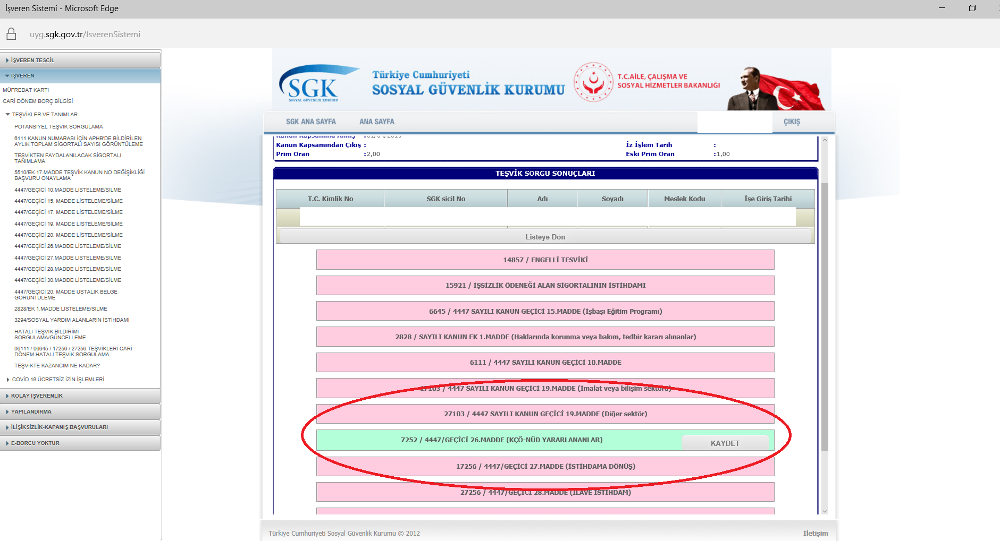 İşveren Sistemi - Microsoft Edge
uyg.sgk.gov.tr/IsverenSistemi
İŞVEREN TESCİL
İŞVEREN
MÜFREDAT KARTI
CARİ DÖNEM BORÇ BİLGİSİ
TEŞVİKLER VE TANIMLAR
POTANSİYEL TEŞVİK SORGULAMA
6111 KANUN NUMARASI İÇİN APHB'DE BİLDİRİLEN
AYLIK TOPLAM SİGORTALI SAYISI GÖRÜNTÜLEME
TEŞVİKTEN FAYDALANILACAK SİGORTALI
TANIMLAMA
5510/EK 17.MADDE TEŞVİK KANUN NO DEĞİŞİKLİĞİ
BAŞVURU ONAYLAMA
4447/GEÇİCİ 10.MADDE LİSTELEME/SİLME
4447/GEÇİCİ 15. MADDE LİSTELEME/SİLME
4447/GEÇİCİ 17. MADDE LİSTELEME/SİLME
4447/GEÇİCİ 19. MADDE LİSTELEME/SİLME
4447/GEÇİCİ 20. MADDE LİSTELEME/SİLME
4447/GEÇİCİ 26.MADDE LİSTELEME/SİLME
4447/GEÇİCİ 27.MADDE LİSTELEME/SİLME
4447/GEÇİCİ 28.MADDE LİSTELEME/SİLME
4447/GEÇİCİ 30.MADDE LİSTELEME/SİLME
4447/GEÇİCİ 20. MADDE USTALIK BELGE
GÖRÜNTÜLEME
2828/EK 1.MADDE LİSTELEME/SİLME
3294/SOSYAL YARDIM ALANLARIN İSTİHDAMI
HATALI TEŞVİK BİLDİRİMİ
SORGULAMA/GÜNCELLEME
06111 / 06645 / 17256 / 27256 TEŞVİKLERİ CARİ
DÖNEM HATALI TEŞVİK SORGULAMA
TEŞVİKTE KAZANCIM NE KADAR?
COVİD 19 ÜCRETSİZ İZİN İŞLEMLERİ
KOLAY İŞVERENLİK
YAPILANDIRMA
İLİŞİKSİZLİK-KAPANIŞ BAŞVURULARI
E-BORCU YOKTUR
SGK
SOSYAL GÜVENLİK KURUMU
Türkiye Cumhuriyeti
SOSYAL GÜVENLİK KURUMU
T.C.AİLE, ÇALIŞMA VE
SOSYAL HİZMETLER BAKANLIĞI
SGK ANA SAYFA ANA SAYFA ÇIKIŞ
Kanun Kapsamından Çıkış : İz İşlem Tarih :
Prim Oran :2,00 Eski Prim Oran :1,00
TEŞVİK SORGU SONUÇLARI
T.C. Kimlik No SGK sicil No Adı Soyadı Meslek Kodu İşe Giriş Tarihi
Listeye Dön
14857 / ENGELLİ TESVİKİ
15921 / İŞSİZLİK ÖDENEĞİ ALAN SİGORTALININ İSTİHDAMI
6645 / 4447 SAYILI KANUN GEÇİCİ 15.MADDE (İşbaşı Eğitim Programı)
2828 / SAYILI KANUN EK 1.MADDE (Haklarında korunma veya bakım, tedbir kararı alınanlar)
6111 / 4447 SAYILI KANUN GEÇİCİ 10.MADDE
17103 / 4447 SAYILI KANUN GEÇİCİ 19.MADDE (İmalat veya bilişim sektörü)
27103 / 4447 SAYILI KANUN GEÇİCİ 19.MADDE (Diğer sektör)
7252 / 4447/GEÇİCİ 26.MADDE (KÇÖ-NÜD YARARLANANLAR) KAYDET
17256 / 4447/GEÇİCİ 27.MADDE (İSTİHDAMA DÖNÜŞ)
27256 / 4447/GEÇİCİ 28.MADDE (İLAVE İSTİHDAM)
Türkiye Cumhuriyeti Sosyal Güvenlik Kurumu © 2012 İletişim